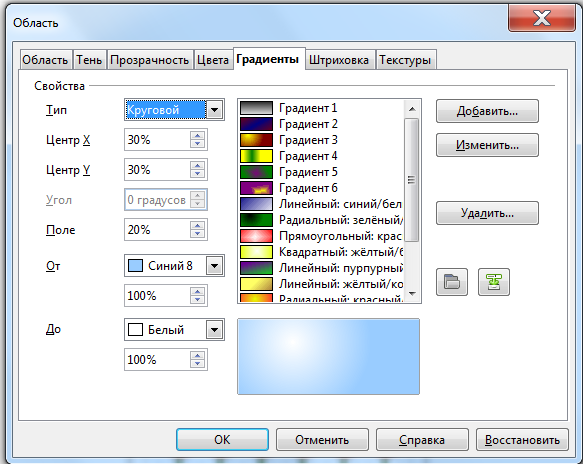 Область
Область Тень Прозрачность Цвета Градиенты Штриховка Текстуры
Свойства
Тип Круговой
Центр X 30%
Центр Y 30%
Угол 0 градусов
Поле 20%
От Синий 8
100%
До Белый
100%
Градиент 1
Градиент 2
Градиент 3
Градиент 4
Градиент 5
Градиент 6
Линейный: синий/бел
Радиальный: зелёный/
Прямоугольный: крас
Квадратный: жёлтый/б
Линейный: пурпурный
Линейный: жёлтый/ко
Радиальный: красный/
Добавить...
Изменить...
Удалить...
ОК Отменить Справка Восстановить